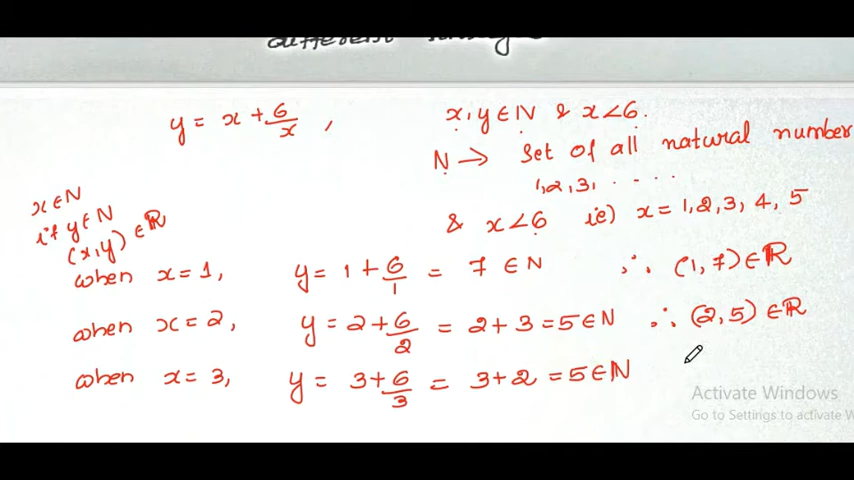 different
y = x + 6/x , x, y ∈ N & x < 6.
N → Set of all natural number
1, 2, 3, . . . .
& x < 6 ie) x = 1, 2, 3, 4, 5
x ∈ N
if y ∈ N
(x, y) ∈ ℝ
when x = 1, y = 1 + 6/1 = 7 ∈ N ∴ (1, 7) ∈ ℝ
when x = 2, y = 2 + 6/2 = 2 + 3 = 5 ∈ N ∴ (2, 5) ∈ ℝ
when x = 3, y = 3 + 6/3 = 3 + 2 = 5 ∈ N
Activate Windows
Go to Settings to activate W